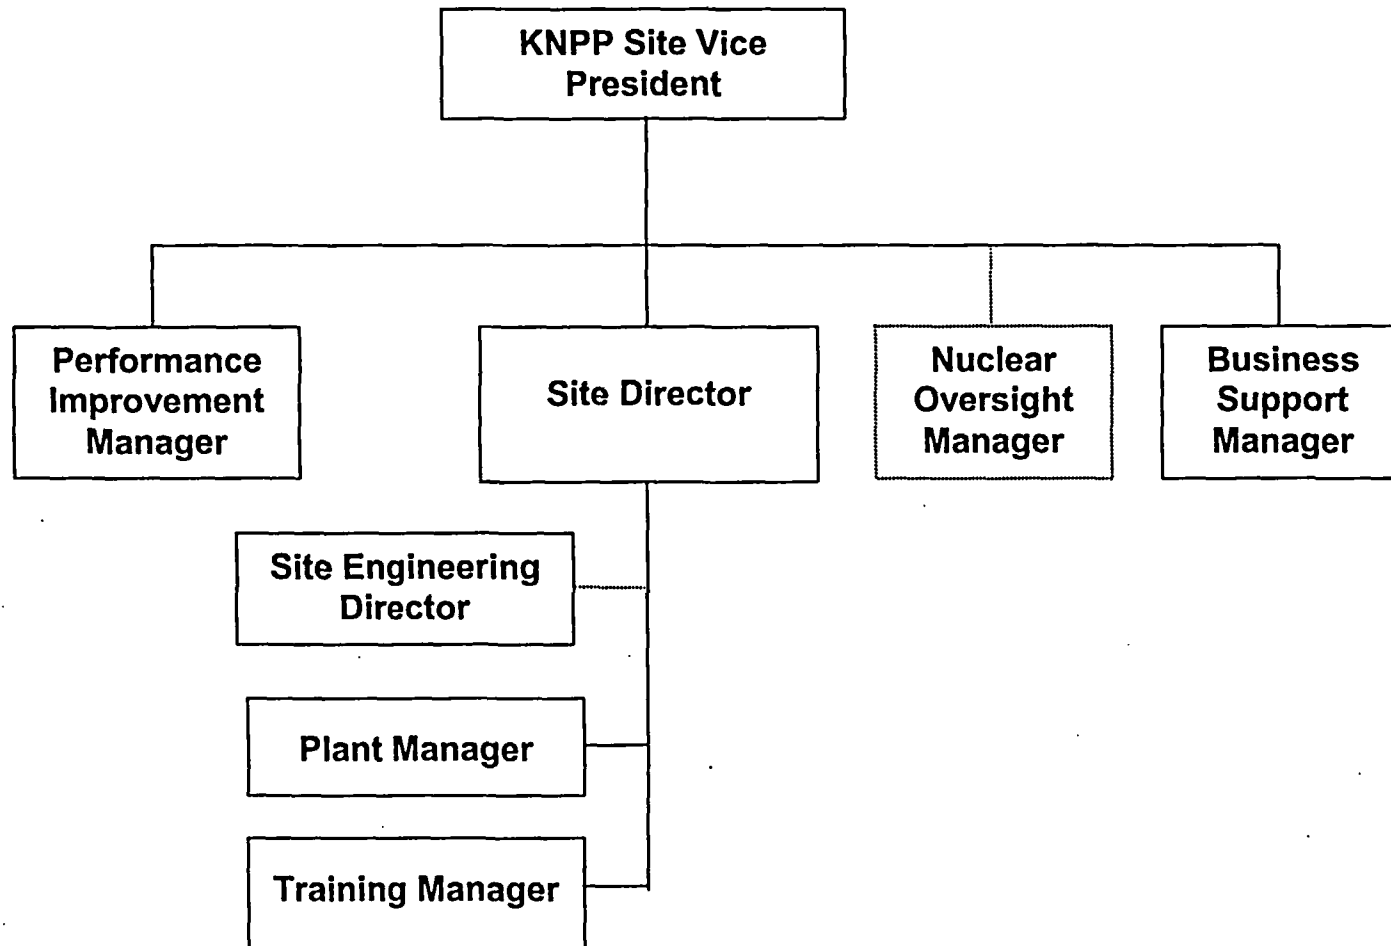 KNPP Site Vice
President
Performance
Improvement
Manager
Site Director
Nuclear
Oversight
Manager
Business
Support
Manager
Site Engineering
Director
Plant Manager
Training Manager